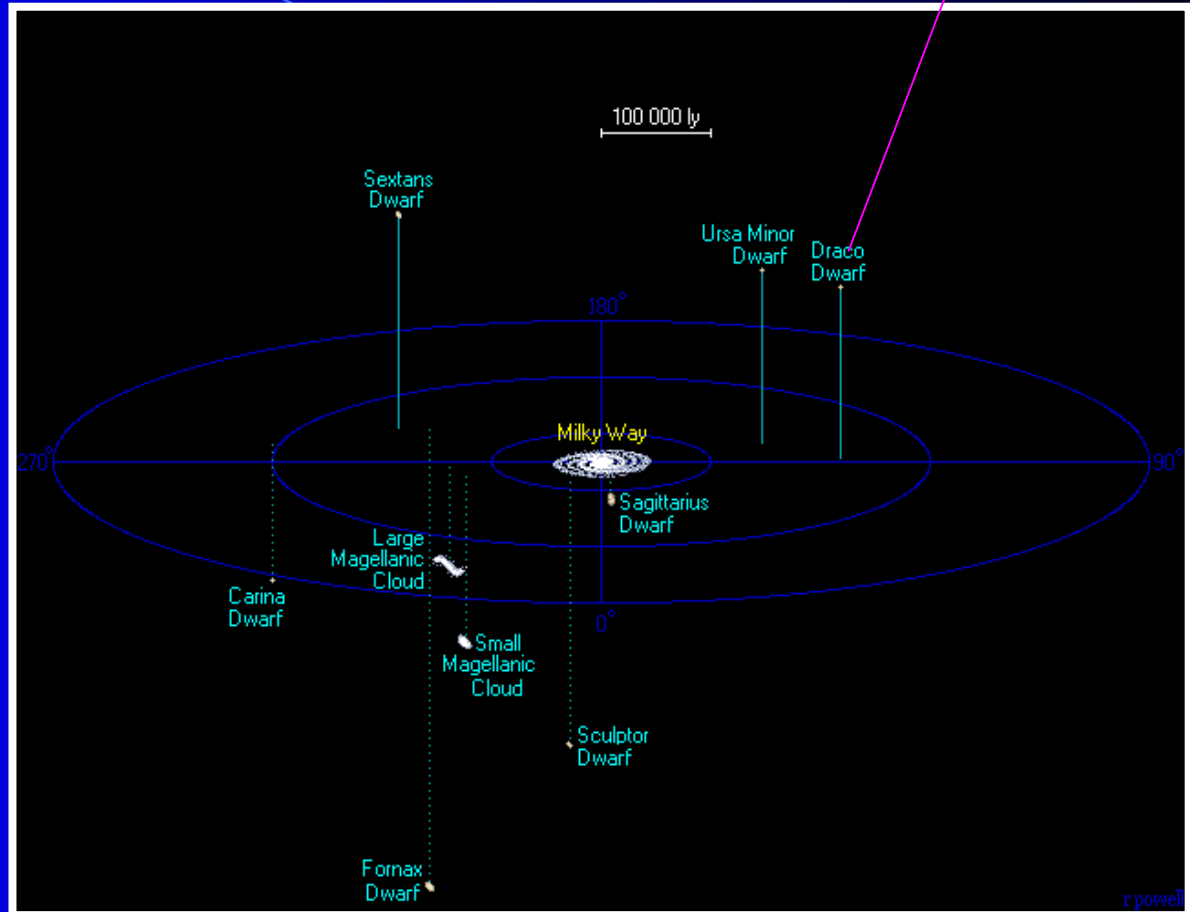 100 000 ly
Sextans
Dwarf
Ursa Minor
Dwarf
Draco
Dwarf
180°
Milky Way
270°
90°
Sagittarius
Dwarf
Large
Magellanic
Cloud
Carina
Dwarf
0°
Small
Magellanic
Cloud
Sculptor
Dwarf
Fornax
Dwarf
r powell